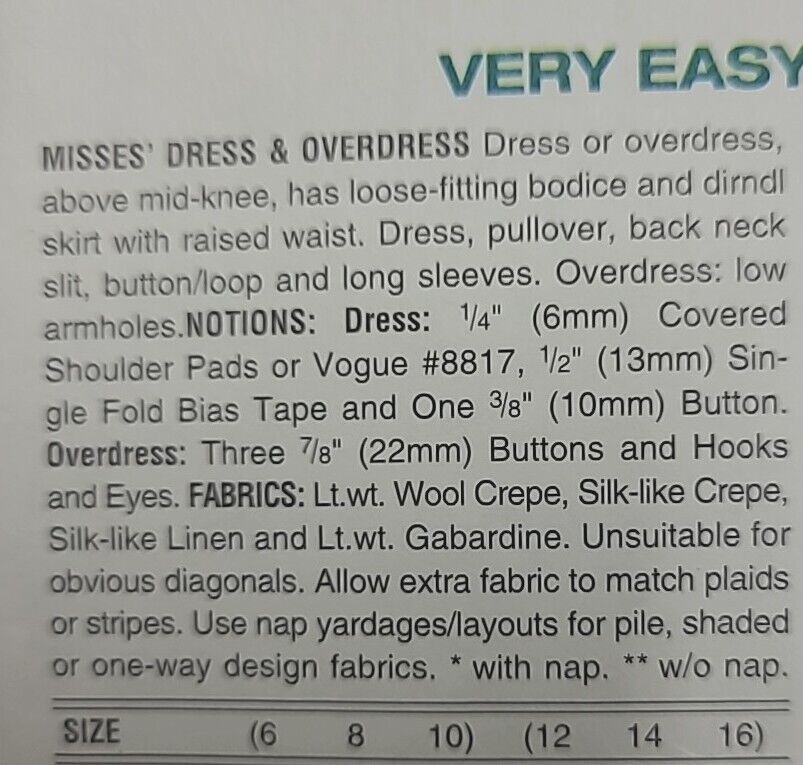 VERY EASY
MISSES' DRESS & OVERDRESS Dress or overdress,
above mid-knee, has loose-fitting bodice and dirndl
skirt with raised waist. Dress, pullover, back neck
slit, button/loop and long sleeves. Overdress: low
armholes.NOTIONS: Dress: 1/4" (6mm) Covered
Shoulder Pads or Vogue #8817, 1/2" (13mm) Sin-
gle Fold Bias Tape and One 3/8" (10mm) Button.
Overdress: Three 7/8" (22mm) Buttons and Hooks
and Eyes. FABRICS: Lt.wt. Wool Crepe, Silk-like Crepe,
Silk-like Linen and Lt.wt. Gabardine. Unsuitable for
obvious diagonals. Allow extra fabric to match plaids
or stripes. Use nap yardages/layouts for pile, shaded
or one-way design fabrics. * with nap. ** w/o nap.
SIZE (6 8 10) (12 14 16)